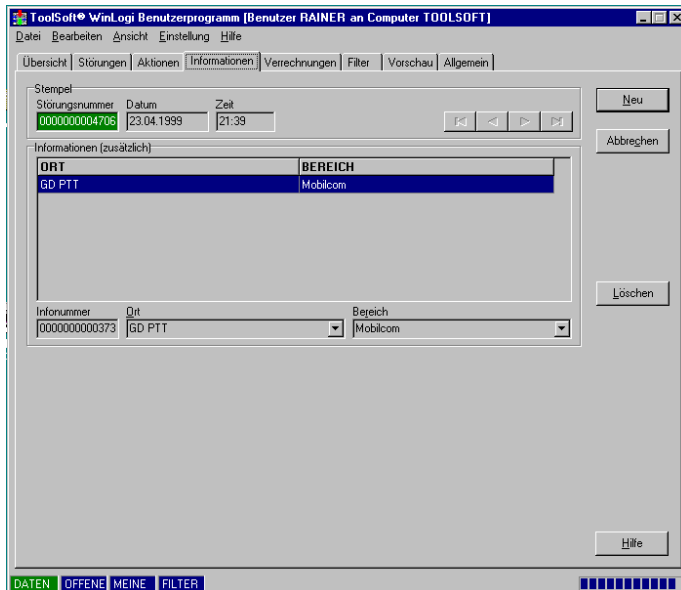 ToolSoft® WinLogi Benutzerprogramm [Benutzer RAINER an Computer TOOLSOFT]
Datei Bearbeiten Ansicht Einstellung Hilfe
Übersicht Störungen Aktionen Informationen Verrechnungen Filter Vorschau Allgemein
Stempel
Störungsnummer Datum Zeit
0000000004706 23.04.1999 21:39
Neu
Abbrechen
Informationen (zusätzlich)
ORT BEREICH
GD PTT Mobilcom
Löschen
Infonummer Ort Bereich
0000000000373 GD PTT Mobilcom
Hilfe
DATEN OFFENE MEINE FILTER